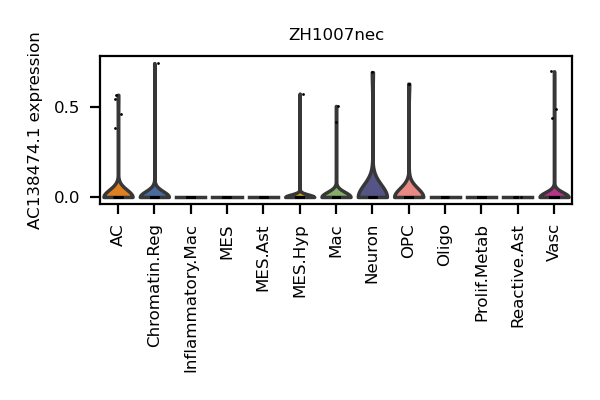 ZH1007nec
AC138474.1 expression
0.5
0.0
AC
Chromatin.Reg
Inflammatory.Mac
MES
MES.Ast
MES.Hyp
Mac
Neuron
OPC
Oligo
Prolif.Metab
Reactive.Ast
Vasc